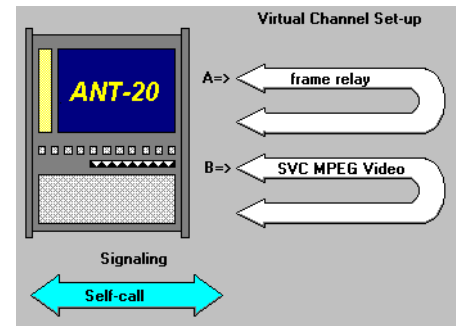 Virtual Channel Set-up
ANT-20
A=>
frame relay
B=>
SVC MPEG Video
Signaling
Self-call